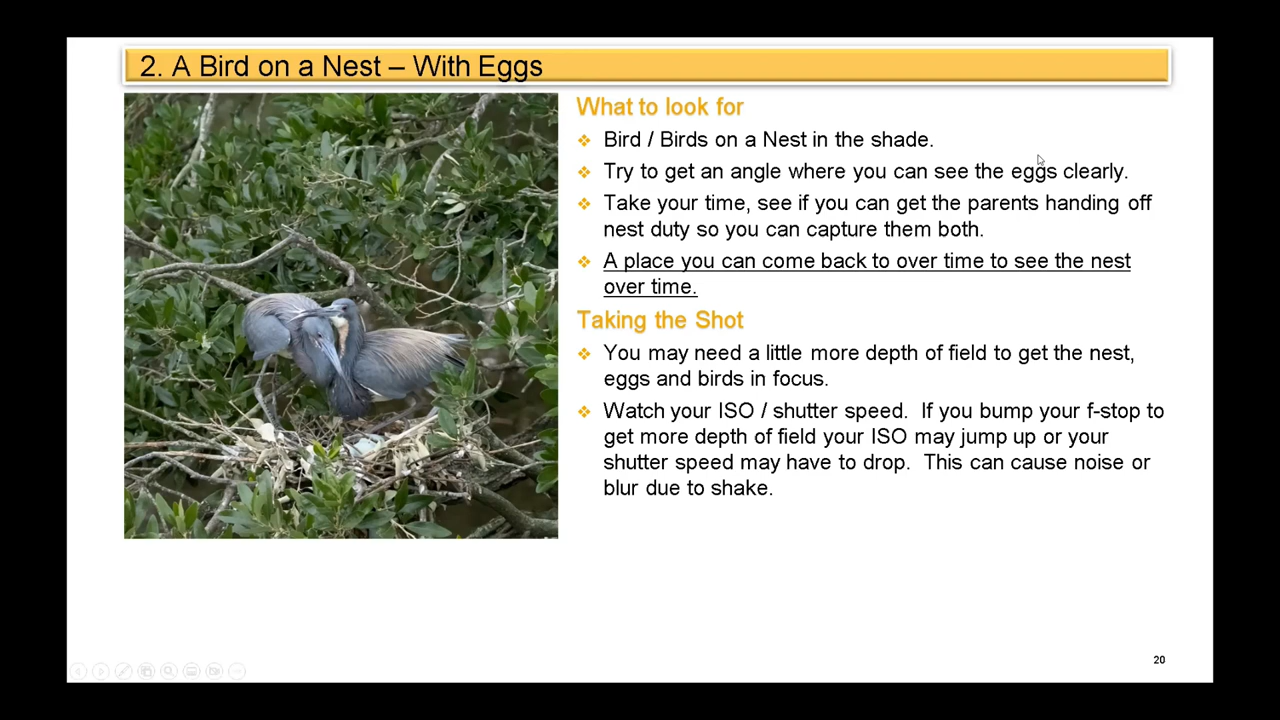 2. A Bird on a Nest – With Eggs
What to look for
Bird / Birds on a Nest in the shade.
Try to get an angle where you can see the eggs clearly.
Take your time, see if you can get the parents handing off
nest duty so you can capture them both.
A place you can come back to over time to see the nest
over time.
Taking the Shot
You may need a little more depth of field to get the nest,
eggs and birds in focus.
Watch your ISO / shutter speed.  If you bump your f-stop to
get more depth of field your ISO may jump up or your
shutter speed may have to drop.  This can cause noise or
blur due to shake.
20